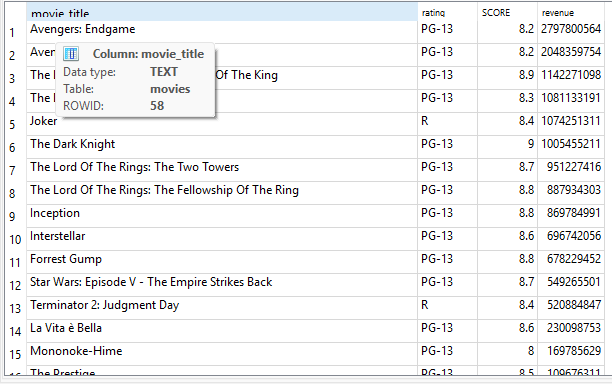 movie_title rating SCORE revenue
1 Avengers: Endgame PG-13 8.2 2797800564
2 Aven PG-13 8.2 2048359754
3 The Of The King PG-13 8.9 1142271098
4 The PG-13 8.3 1081133191
5 Joker R 8.4 1074251311
6 The Dark Knight PG-13 9 1005455211
7 The Lord Of The Rings: The Two Towers PG-13 8.7 951227416
8 The Lord Of The Rings: The Fellowship Of The Ring PG-13 8.8 887934303
9 Inception PG-13 8.8 869784991
10 Interstellar PG-13 8.6 696742056
11 Forrest Gump PG-13 8.8 678229452
12 Star Wars: Episode V - The Empire Strikes Back PG-13 8.7 549265501
13 Terminator 2: Judgment Day R 8.4 520884847
14 La Vita è Bella PG-13 8.6 230098753
15 Mononoke-Hime PG-13 8 169785629
16 The Prestige PG-13 8.5 109676311
Column: movie_title
Data type: TEXT
Table: movies
ROWID: 58